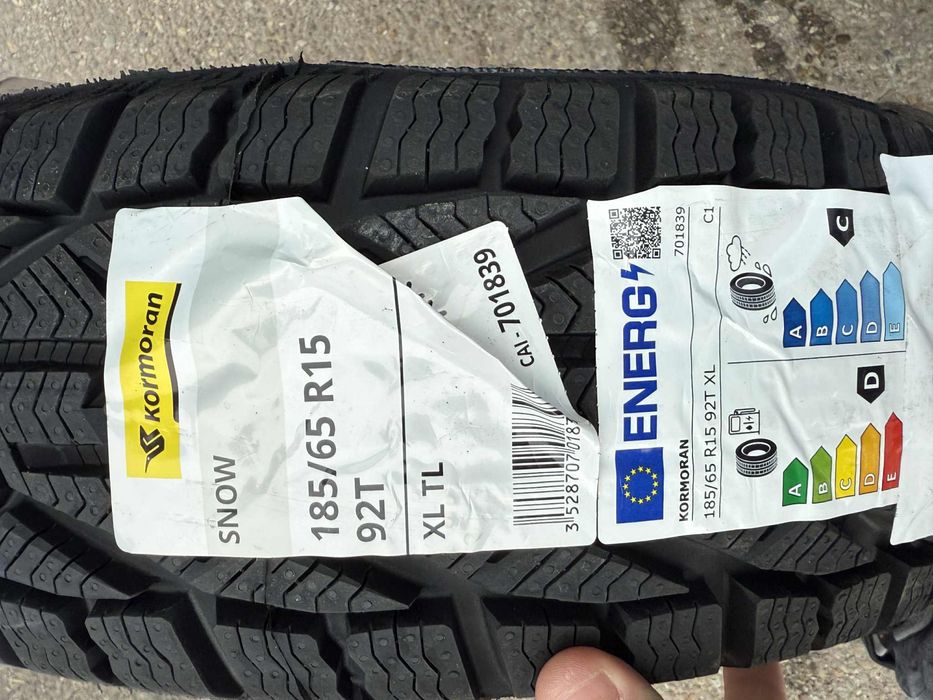 kormoran
SNOW
185/65 R15
92T
XL TL
CAI-701839
ENERG
701839
KORMORAN
185/65 R15 92T XL
C1
D
A
B
C
D
E
C
A
B
C
D
E